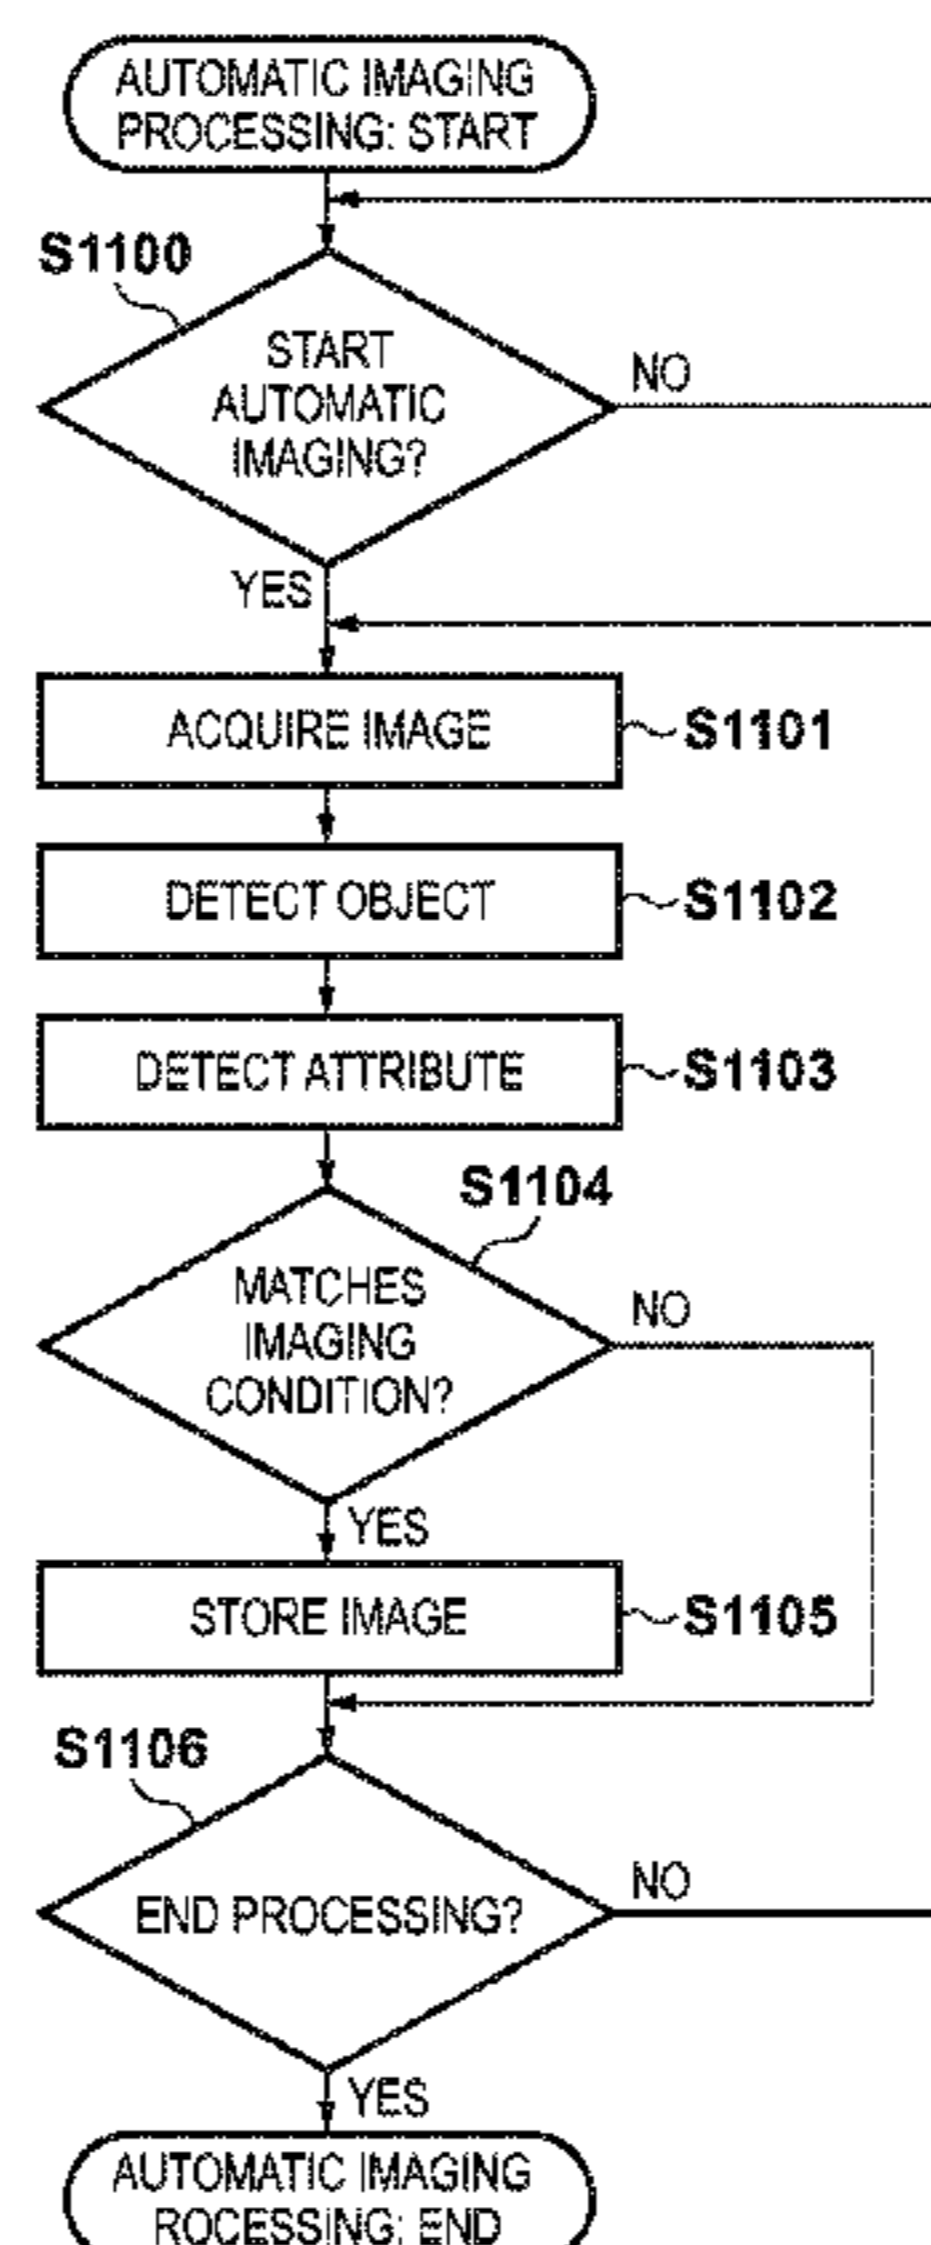 AUTOMATIC IMAGING
PROCESSING: START
S1100
START
AUTOMATIC
IMAGING?
NO
YES
ACQUIRE IMAGE
S1101
DETECT OBJECT
S1102
DETECT ATTRIBUTE
S1103
S1104
MATCHES
IMAGING
CONDITION?
NO
YES
STORE IMAGE
S1105
S1106
END PROCESSING?
NO
YES
AUTOMATIC IMAGING
ROCESSING: END